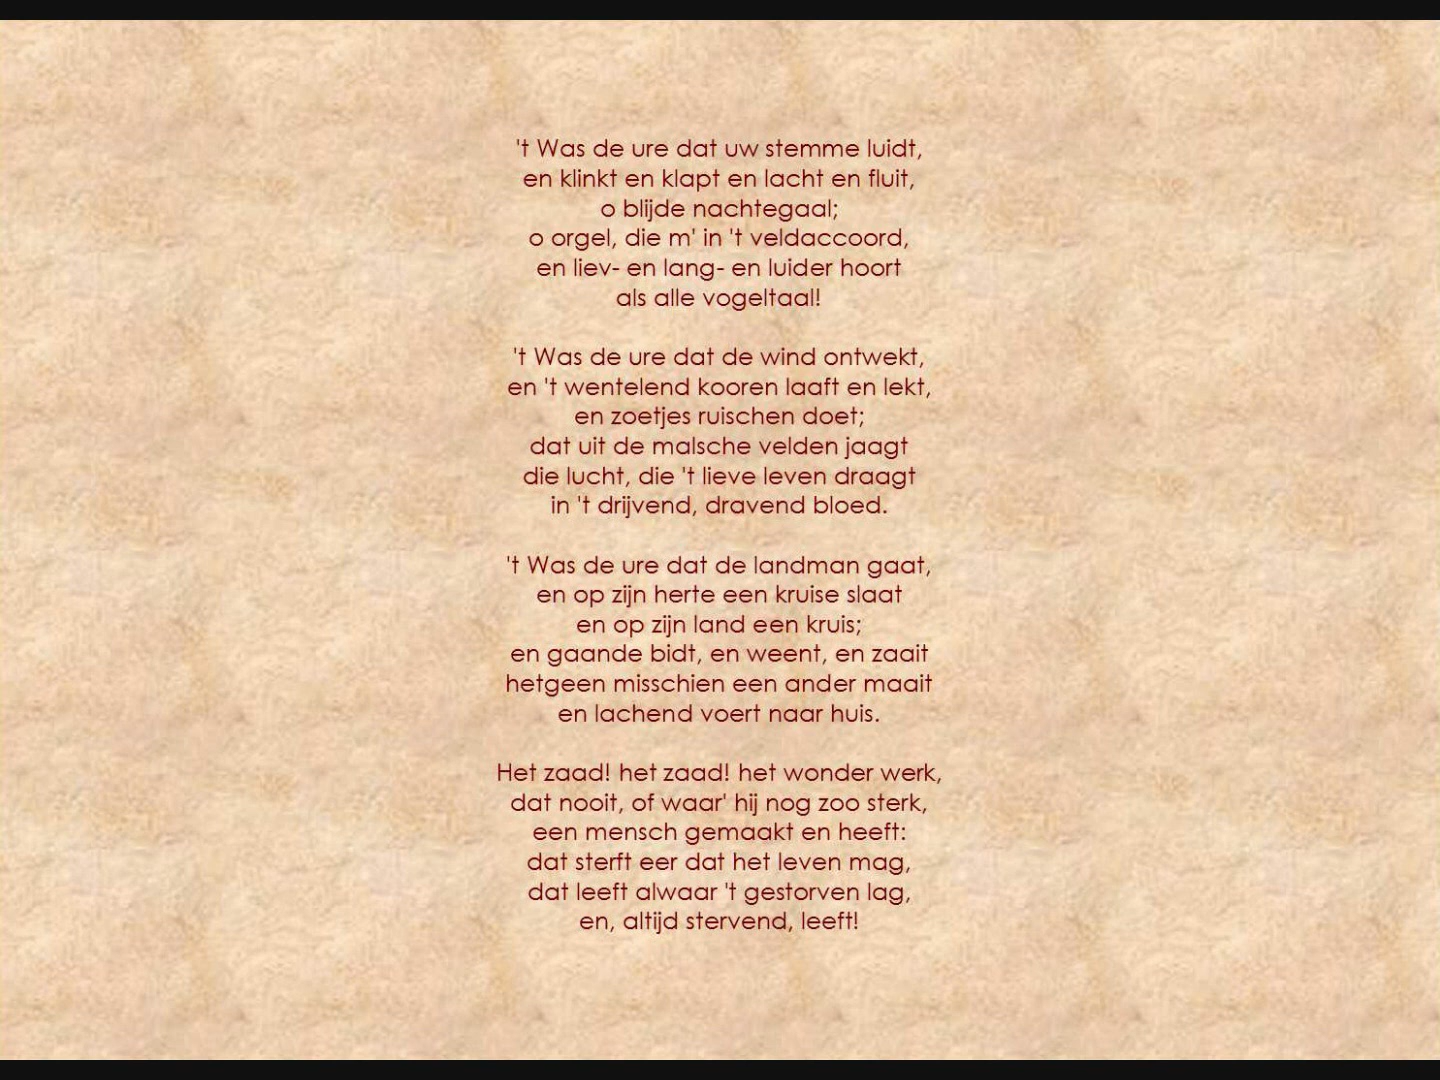 't Was de ure dat uw stemme luidt,
en klinkt en klapt en lacht en fluit,
o blijde nachtegaal;
o orgel, die m' in 't veldaccoord,
en liev- en lang- en luider hoort
als alle vogeltaal!
't Was de ure dat de wind ontwekt,
en 't wentelend kooren laaft en lekt,
en zoetjes ruischen doet;
dat uit de malsche velden jaagt
die lucht, die 't lieve leven draagt
in 't drijvend, dravend bloed.
't Was de ure dat de landman gaat,
en op zijn herte een kruise slaat
en op zijn land een kruis;
en gaande bidt, en weent, en zaait
hetgeen misschien een ander maait
en lachend voert naar huis.
Het zaad! het zaad! het wonder werk,
dat nooit, of waar' hij nog zoo sterk,
een mensch gemaakt en heeft:
dat sterft eer dat het leven mag,
dat leeft alwaar 't gestorven lag,
en, altijd stervend, leeft!